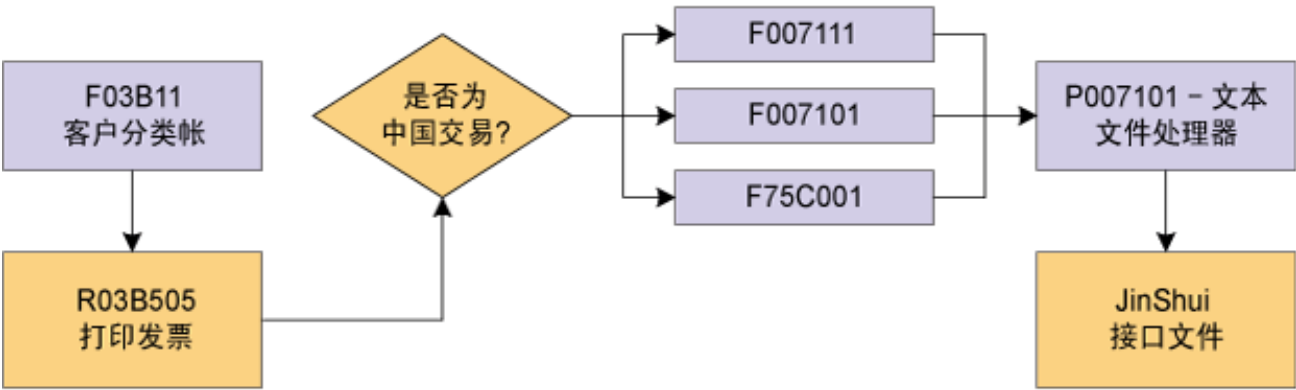 F03B11
客户分类帐
R03B505
打印发票
是否为
中国交易?
F007111
F007101
F75C001
P007101 – 文本
文件处理器
JinShui
接口文件